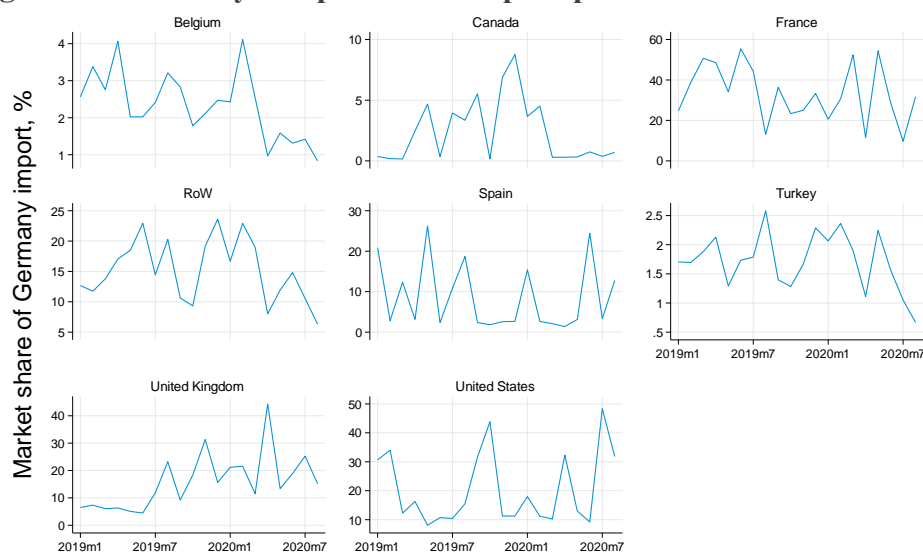 Belgium
Canada
France
4
3
2
1
10
5
0
60
40
20
0
RoW
Spain
Turkey
25
20
15
10
5
30
20
10
0
2.5
2
1.5
1
.5
2019m1
2019m7
2020m1
2020m7
United Kingdom
United States
40
30
20
10
0
50
40
30
20
10
2019m1
2019m7
2020m1
2020m7
2019m1
2019m7
2020m1
2020m7
Market share of Germany import, %